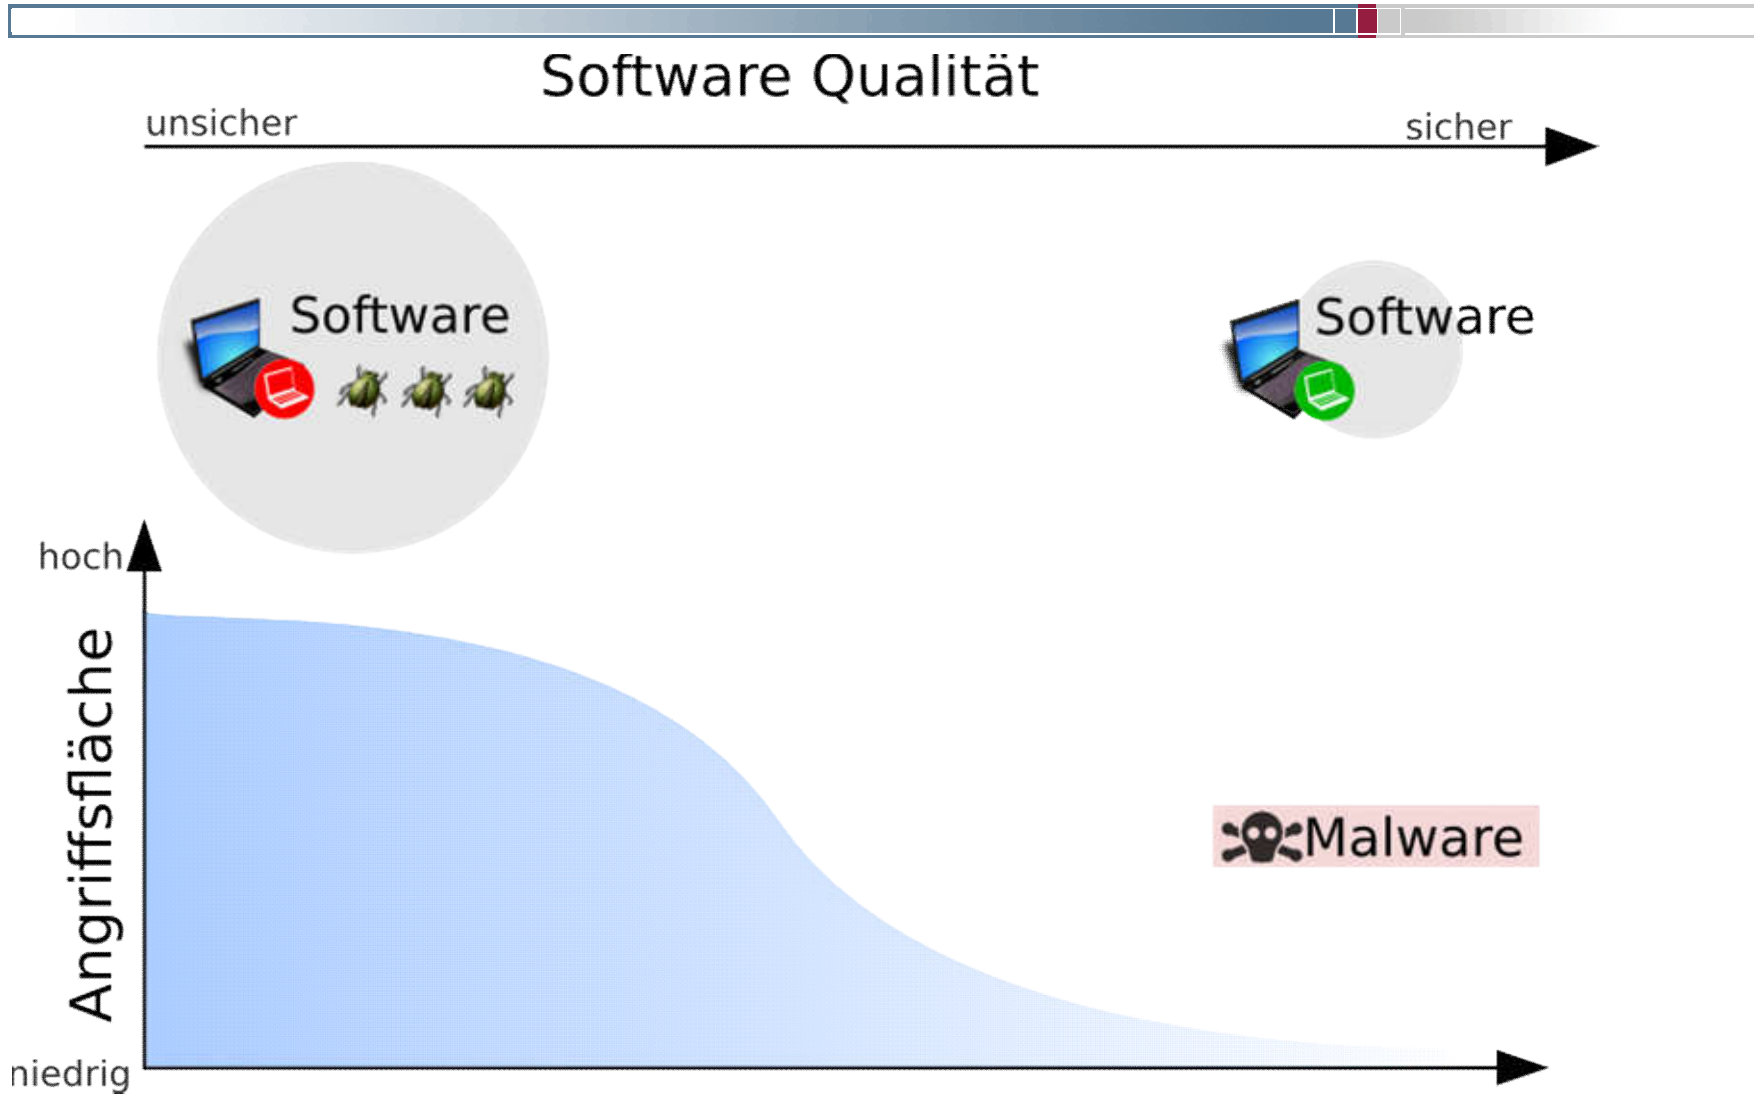 Software Qualität
unsicher
sicher
Software
Software
hoch
Angriffsfläche
Malware
niedrig